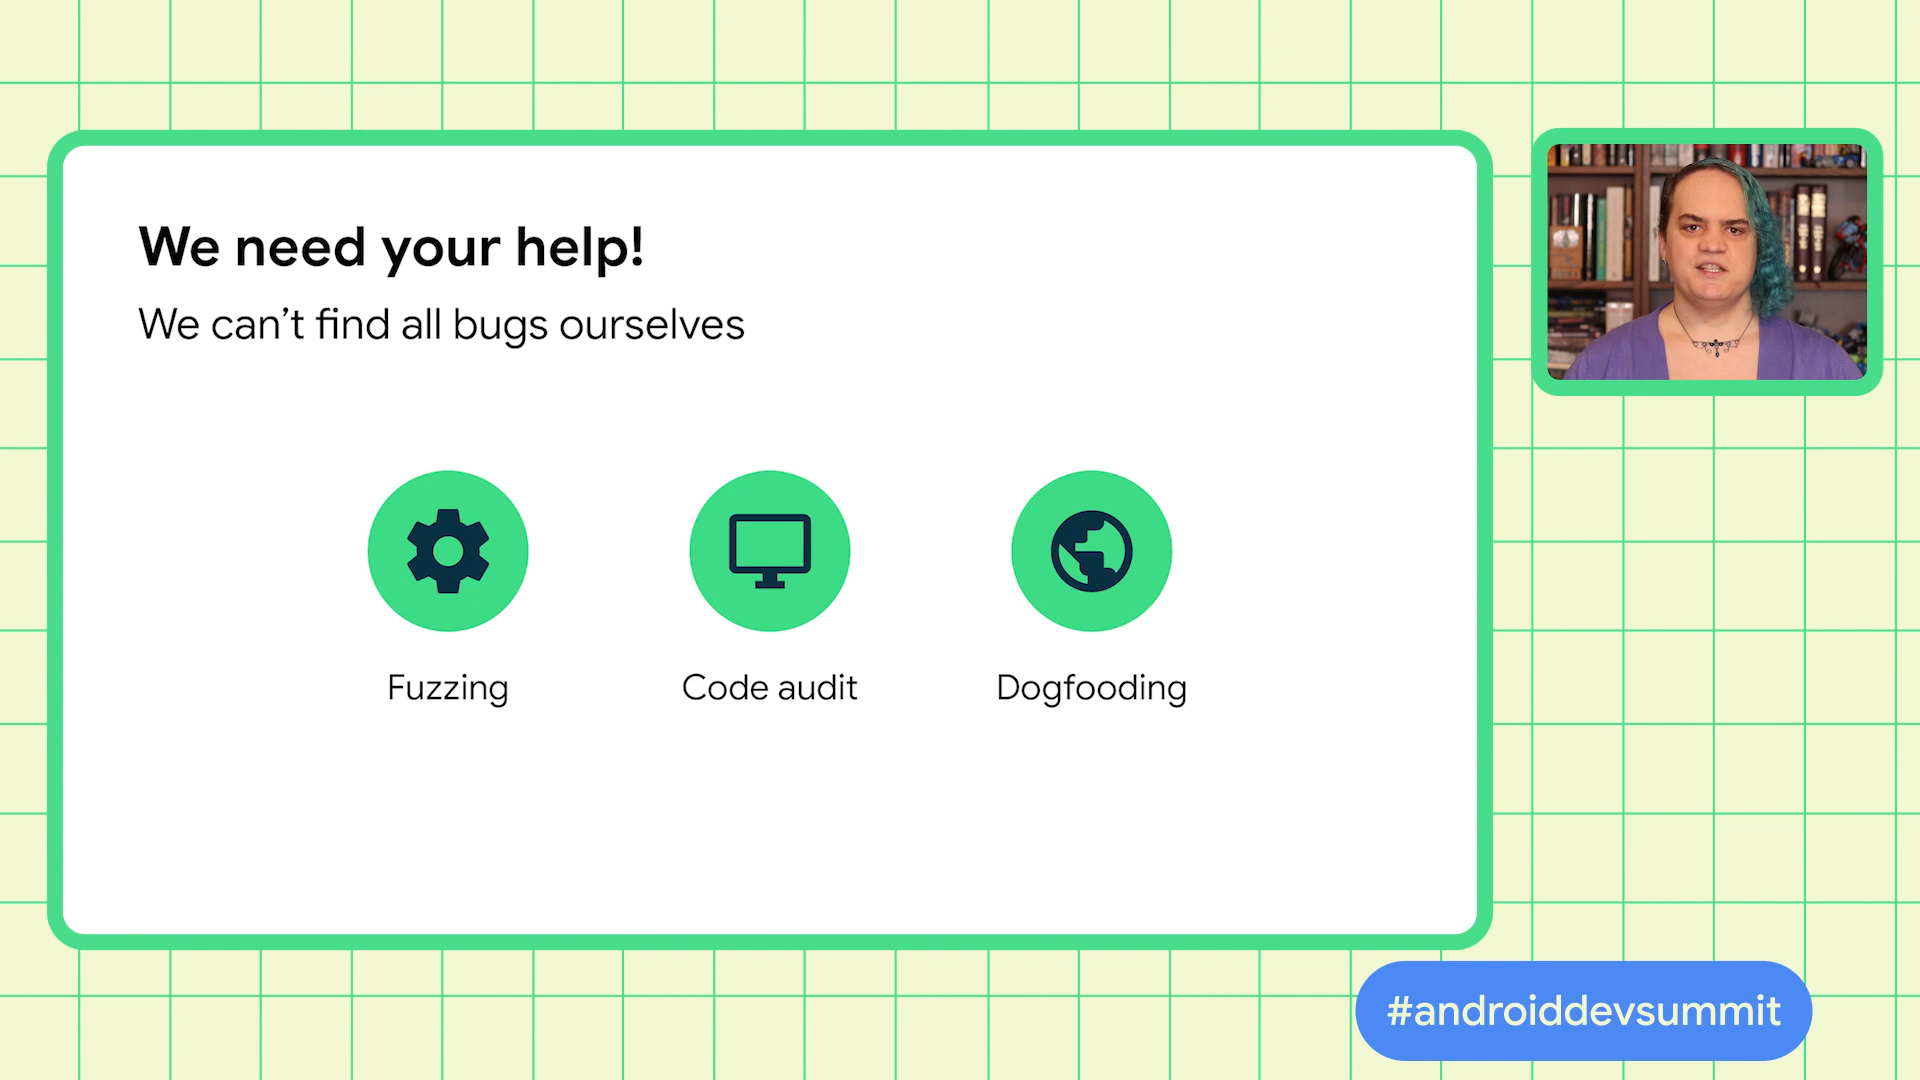 We need your help!
We can’t find all bugs ourselves
Fuzzing
Code audit
Dogfooding
#androiddevsummit